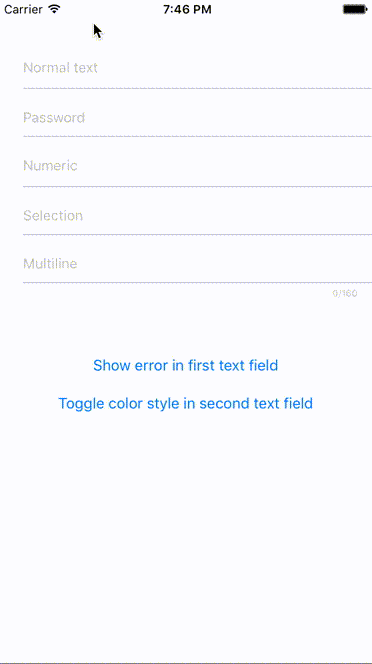 Carrier 7:46 PM
Normal text
Password
Numeric
Selection
Multiline
0/160
Show error in first text field
Toggle color style in second text field